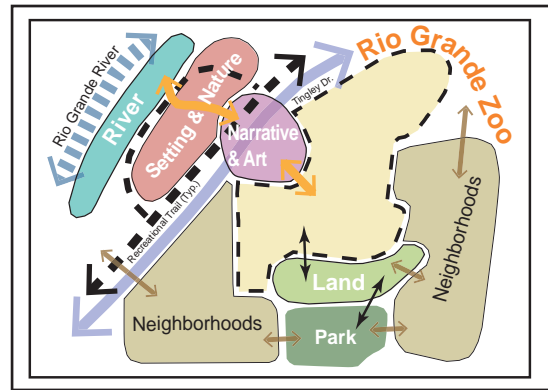 Rio Grande River
River
Setting & Nature
Tingley Dr.
Rio Grande
Zoo
Narrative
& Art
Recreational Trail (Typ.)
Neighborhoods
Land
Neighborhoods
Park